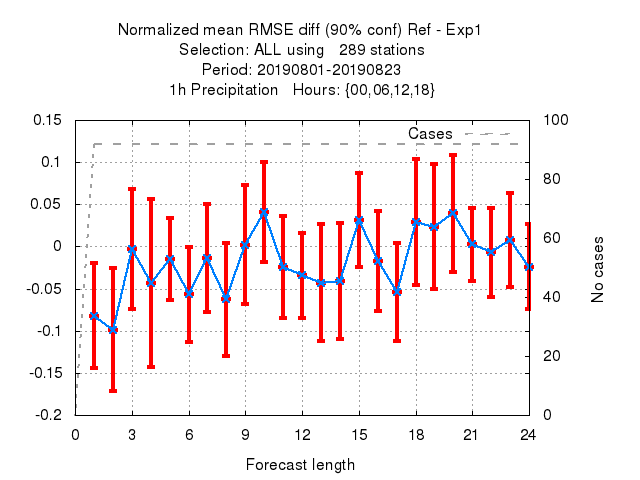 Normalized mean RMSE diff (90% conf) Ref - Exp1
Selection: ALL using   289 stations
Period: 20190801-20190823
1h Precipitation   Hours: {00,06,12,18}
0.15
0.1
0.05
0
-0.05
-0.1
-0.15
-0.2
Cases
100
80
60
40
20
0
No cases
0 3 6 9 12 15 18 21 24
Forecast length